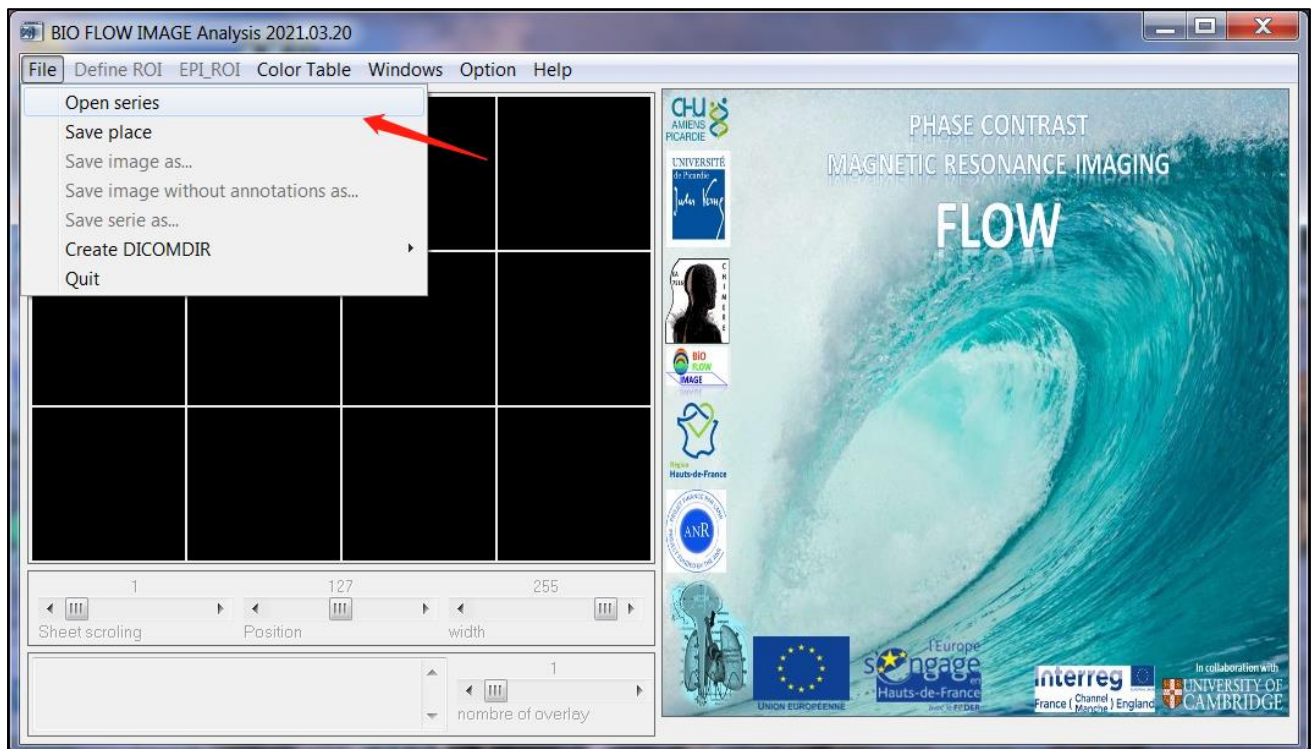 BIO FLOW IMAGE Analysis 2021.03.20
File Define ROI EPI_ROI Color Table Windows Option Help
Open series
Save place
Save image as...
Save image without annotations as...
Save serie as...
Create DICOMDIR
Quit
1 127 255
Sheet scroling Position width
1
nombre of overlay
CHU
AMIENS
PICARDIE
UNIVERSITÉ
de Picardie
Jules Verne
CHIMERE
BIO
FLOW
IMAGE
Région
Hauts-de-France
ANR
PHASE CONTRAST
MAGNETIC RESONANCE IMAGING
FLOW
UNION EUROPÉENNE
l'Europe
s'engage
en
Hauts-de-France
avec le FEDER
Interreg
France ( Channel Manche ) England
In collaboration with
UNIVERSITY OF
CAMBRIDGE